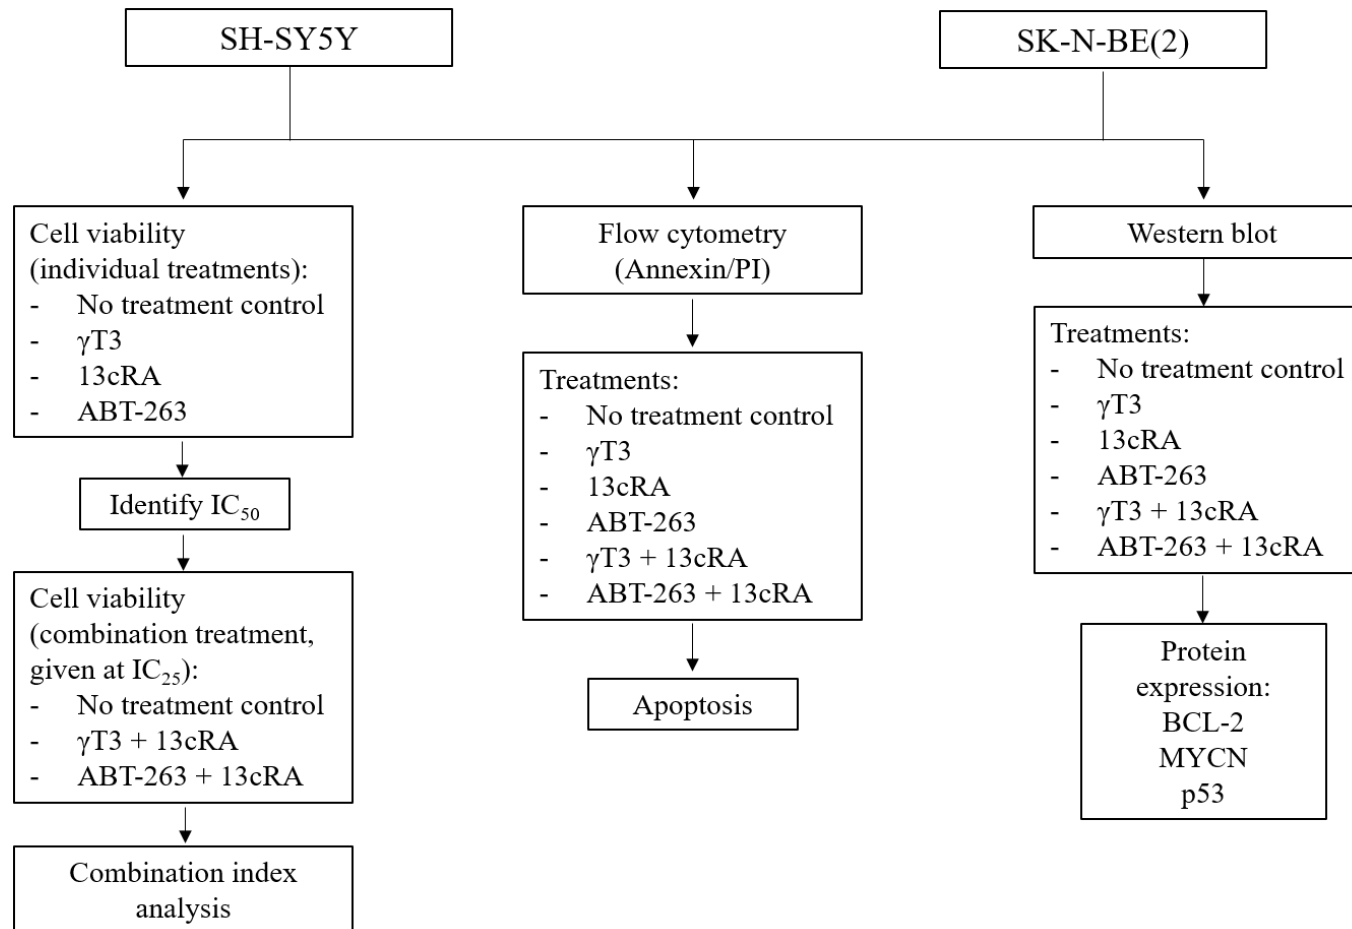 SH-SY5Y
SK-N-BE(2)
Cell viability
(individual treatments):
- No treatment control
- γT3
- 13cRA
- ABT-263
Identify IC₅₀
Cell viability
(combination treatment,
given at IC₂₅):
- No treatment control
- γT3 + 13cRA
- ABT-263 + 13cRA
Combination index
analysis
Flow cytometry
(Annexin/PI)
Treatments:
- No treatment control
- γT3
- 13cRA
- ABT-263
- γT3 + 13cRA
- ABT-263 + 13cRA
Apoptosis
Western blot
Treatments:
- No treatment control
- γT3
- 13cRA
- ABT-263
- γT3 + 13cRA
- ABT-263 + 13cRA
Protein
expression:
BCL-2
MYCN
p53